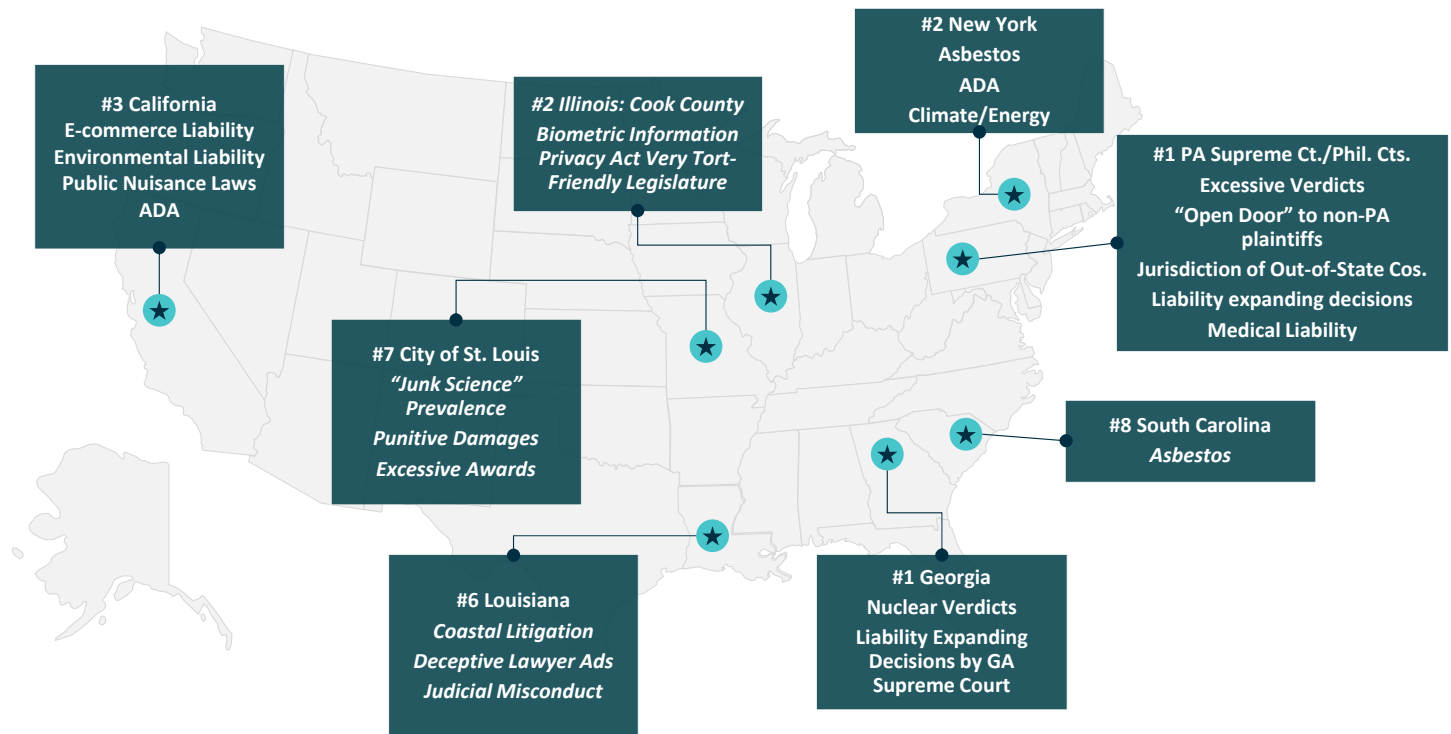 #3 California
E-commerce Liability
Environmental Liability
Public Nuisance Laws
ADA
#2 Illinois: Cook County
Biometric Information
Privacy Act Very Tort-
Friendly Legislature
#2 New York
Asbestos
ADA
Climate/Energy
#1 PA Supreme Ct./Phil. Cts.
Excessive Verdicts
“Open Door” to non-PA
plaintiffs
Jurisdiction of Out-of-State Cos.
Liability expanding decisions
Medical Liability
#7 City of St. Louis
“Junk Science”
Prevalence
Punitive Damages
Excessive Awards
#8 South Carolina
Asbestos
#6 Louisiana
Coastal Litigation
Deceptive Lawyer Ads
Judicial Misconduct
#1 Georgia
Nuclear Verdicts
Liability Expanding
Decisions by GA
Supreme Court